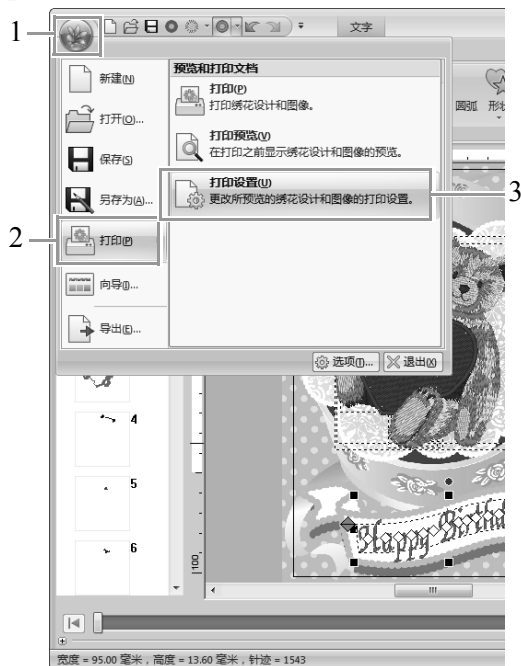 1
文字
新建(N)
打开(O)...
保存(S)
另存为(A)...
2
打印(P)
向导(I)...
导出(E)...
预览和打印文档
打印(P)
打印绣花设计和图像。
打印预览(V)
在打印之前显示绣花设计和图像的预览。
打印设置(U)
更改所预览的绣花设计和图像的打印设置。
3
选项(T)...
退出(X)
圆弧
4
5
6
100
Happy Birthd
宽度 = 95.00 毫米，高度 = 13.60 毫米，针迹 = 1543